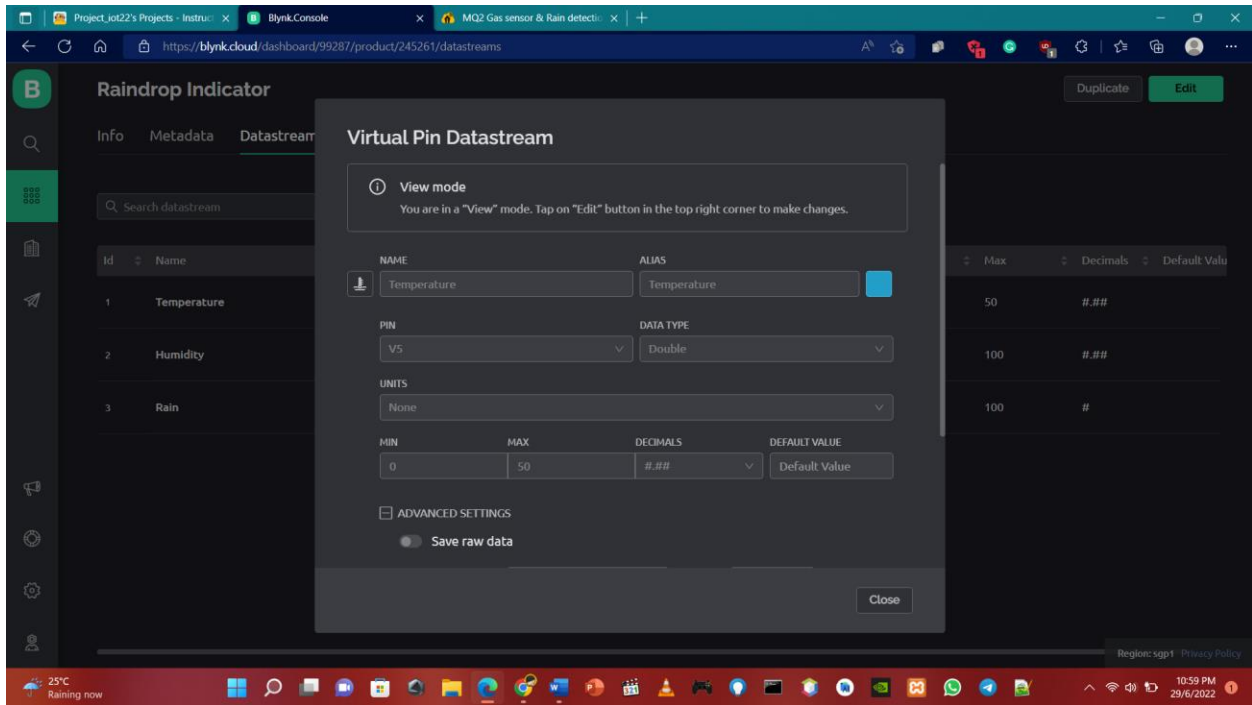 Project_iot22's Projects - Instruc
Blynk.Console
MQ2 Gas sensor & Rain detectio
https://blynk.cloud/dashboard/99287/product/245261/datastreams
B
Raindrop Indicator
Duplicate
Edit
Info Metadata Datastream
Search datastream
Virtual Pin Datastream
View mode
You are in a "View" mode. Tap on "Edit" button in the top right corner to make changes.
Id Name Max Decimals Default Valu
1 Temperature 50 #.##
2 Humidity 100 #.##
3 Rain 100 #
NAME ALIAS
Temperature Temperature
PIN DATA TYPE
V5 Double
UNITS
None
MIN MAX DECIMALS DEFAULT VALUE
0 50 #.## Default Value
ADVANCED SETTINGS
Save raw data
Close
Region: sgp1 Privacy Policy
25°C
Raining now
10:59 PM
29/6/2022
1